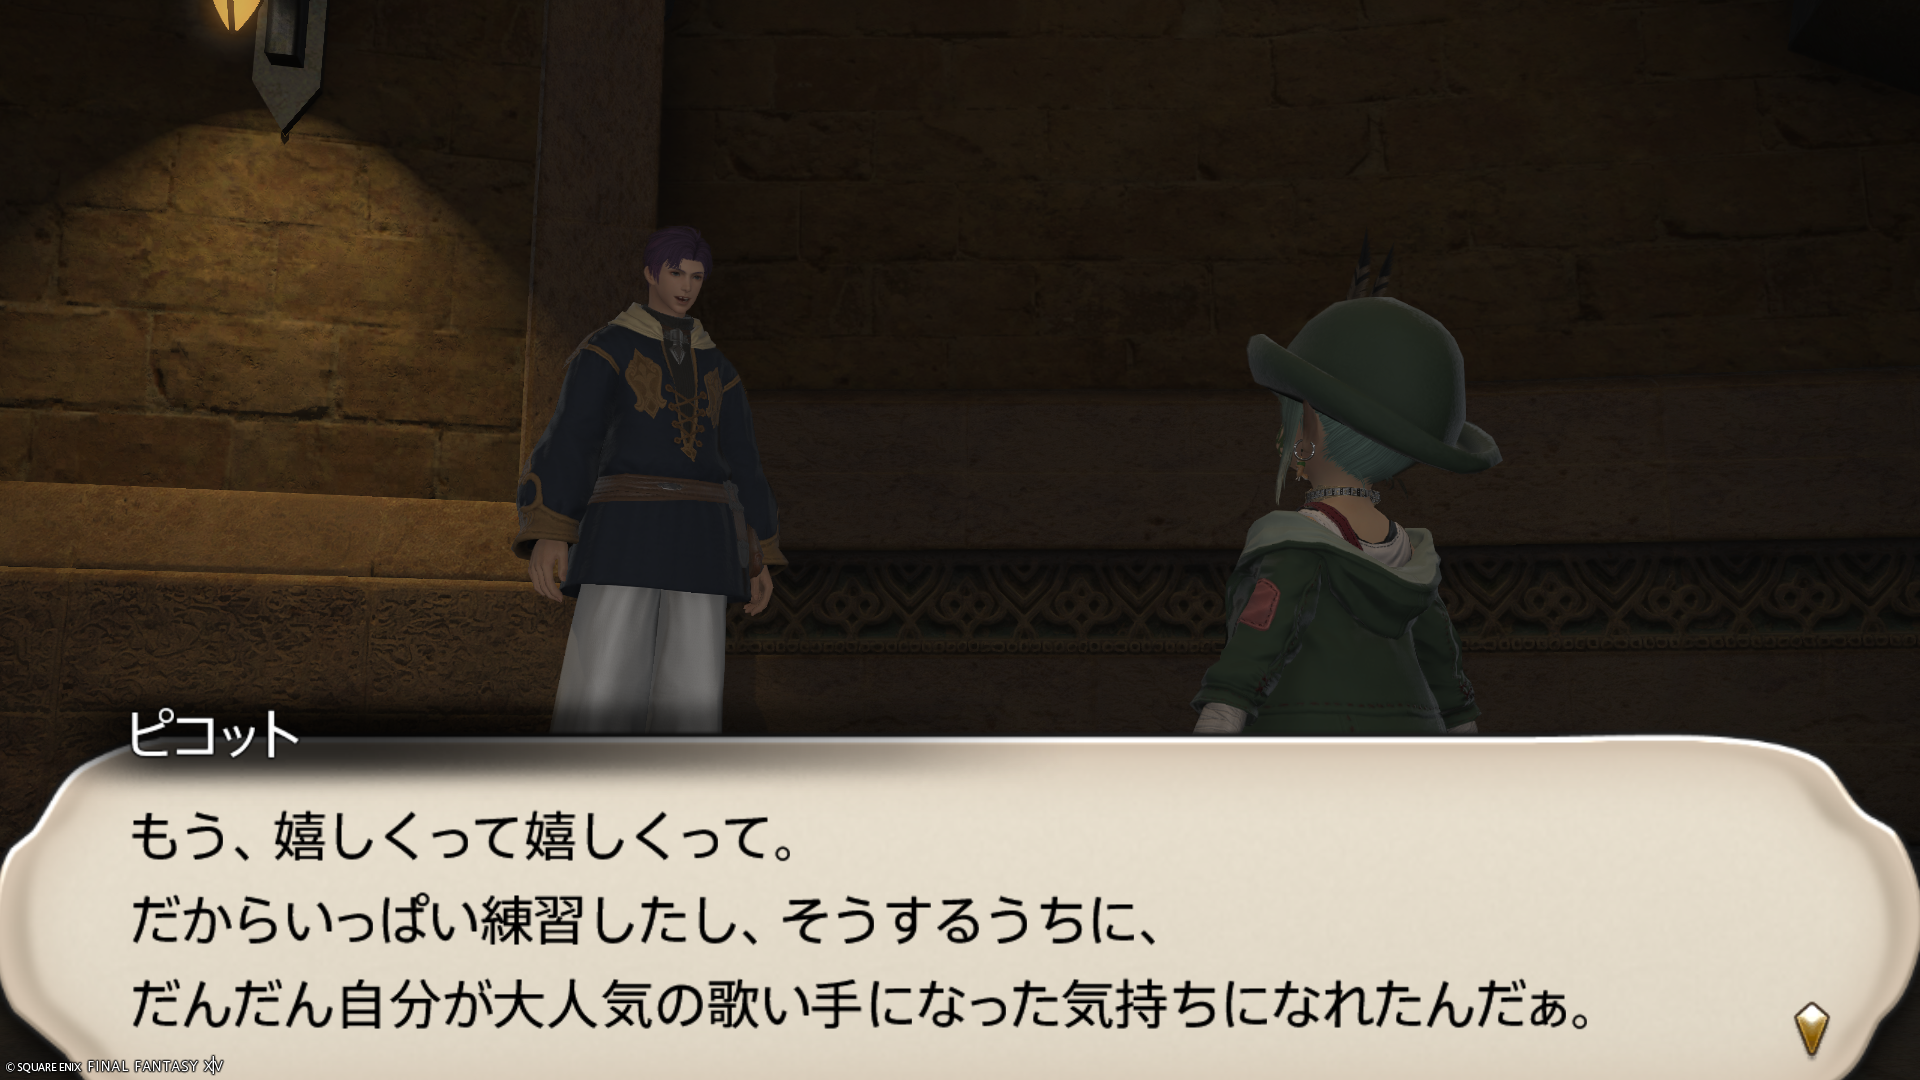 ピコット
もう、嬉しくって嬉しくって。
だからいっぱい練習したし、そうするうちに、
だんだん自分が大人気の歌い手になった気持ちになれたんだぁ。
© SQUARE ENIX FINAL FANTASY XIV